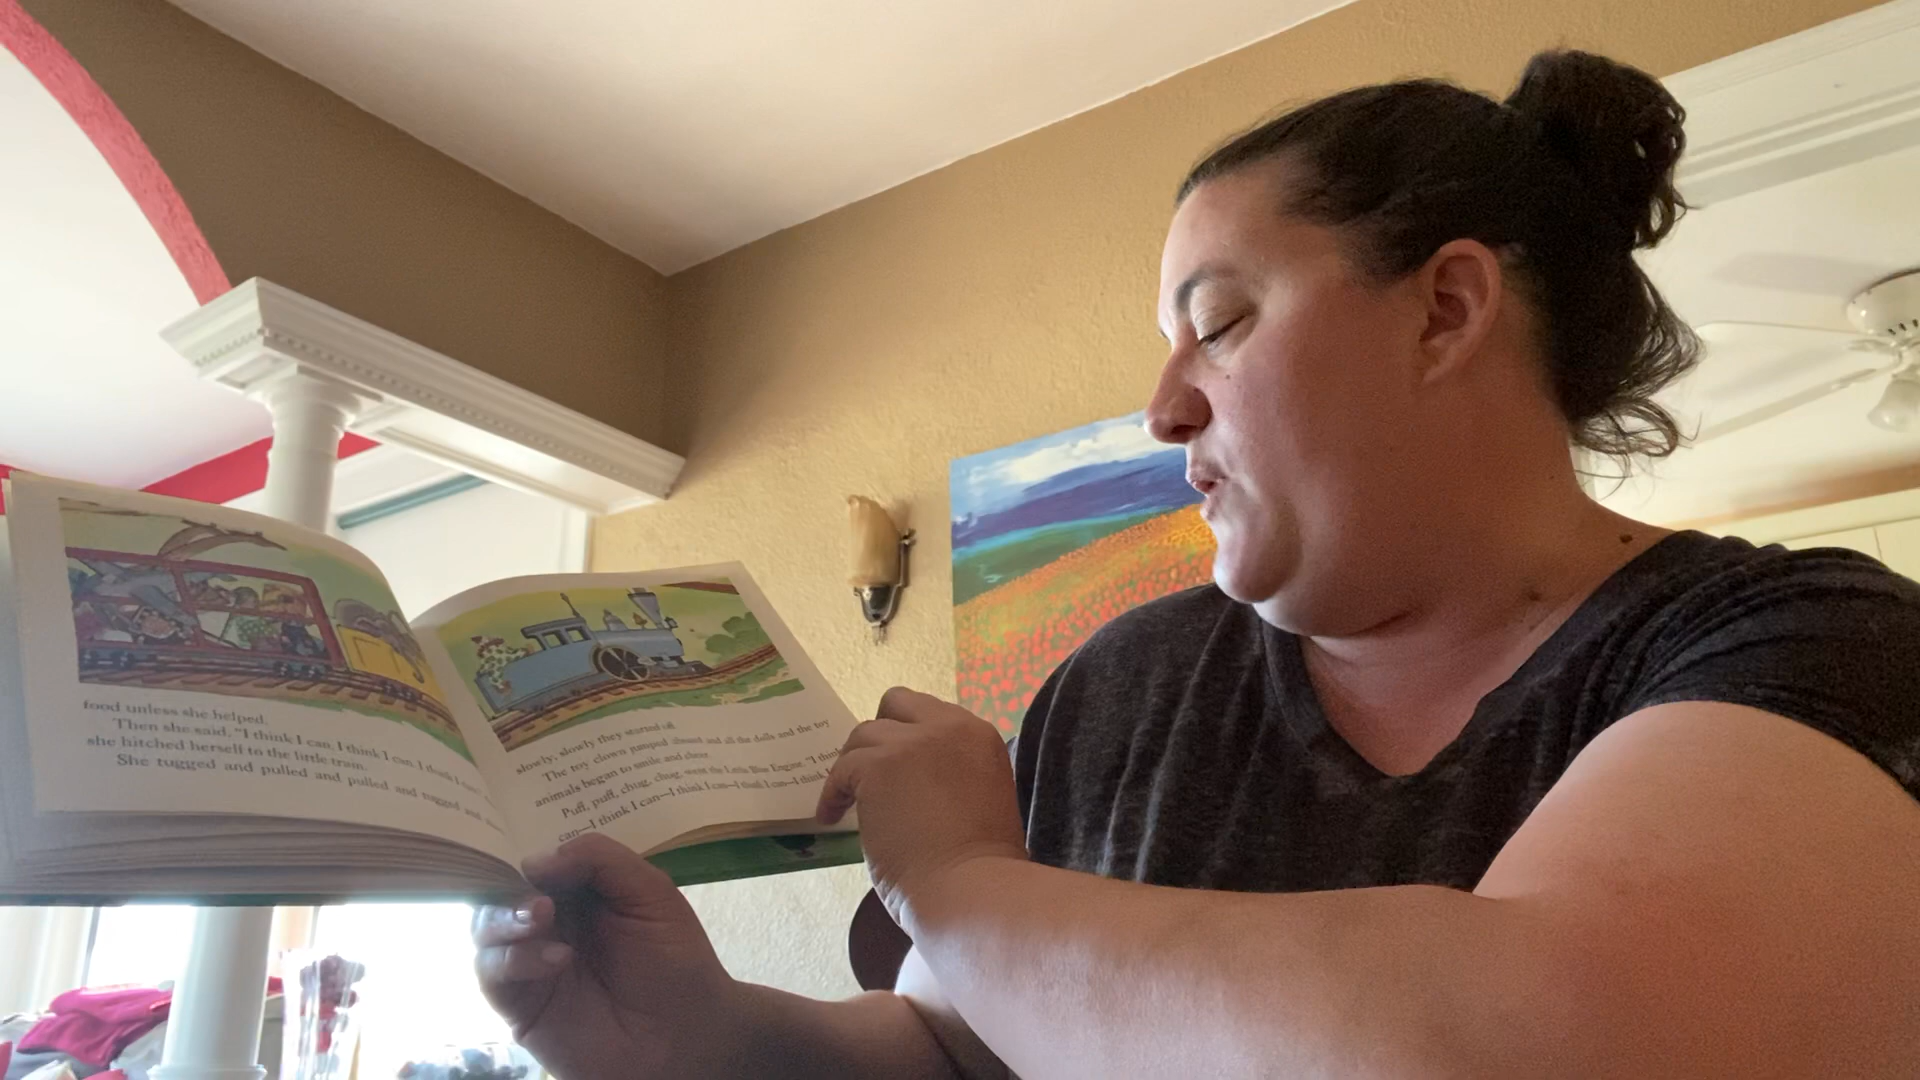 food unless she helped.
Then she said, "I think I can, I think I can, I think I can,
she hitched herself to the little train.
She tugged and pulled and pulled and tugged and
slowly, slowly they started off.
The toy clown jumped aboard and all the dolls and the toy
animals began to smile and cheer.
Puff, puff, chug, chug, went the Little Blue Engine. "I think
can—I think I can—I think I can—I think I can—I think